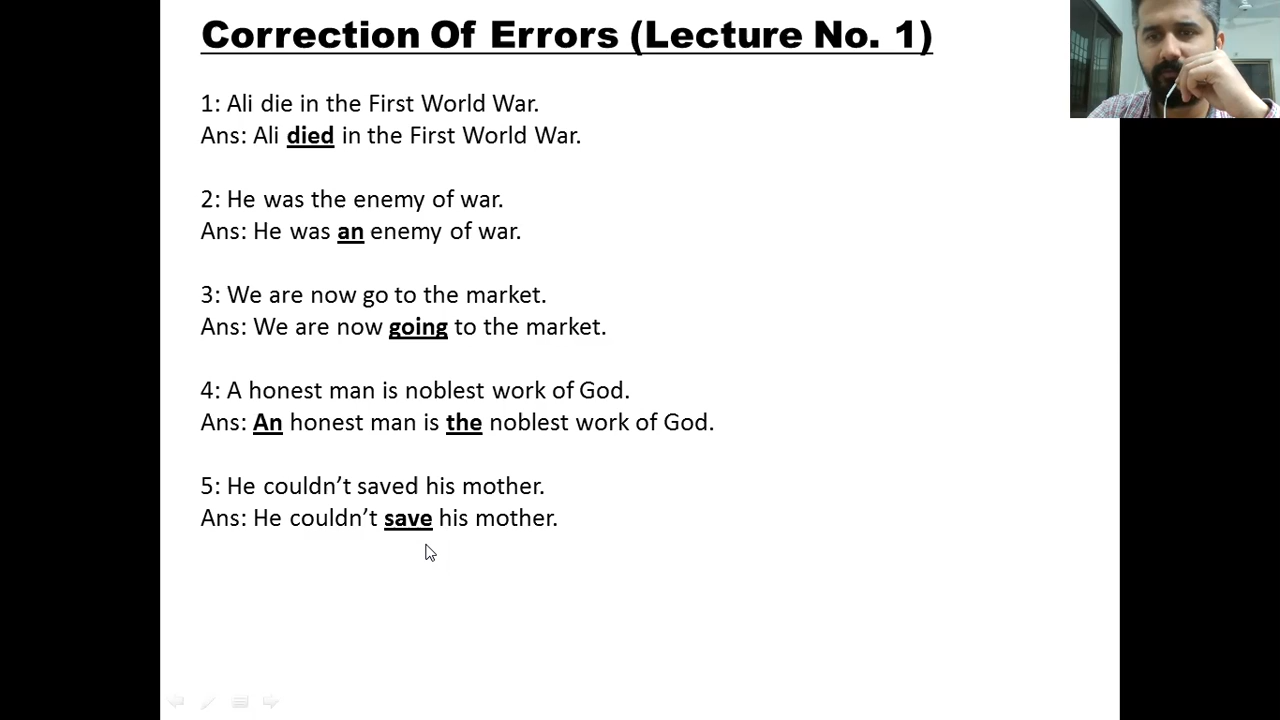 Correction Of Errors (Lecture No. 1)
1: Ali die in the First World War.
Ans: Ali died in the First World War.
2: He was the enemy of war.
Ans: He was an enemy of war.
3: We are now go to the market.
Ans: We are now going to the market.
4: A honest man is noblest work of God.
Ans: An honest man is the noblest work of God.
5: He couldn’t saved his mother.
Ans: He couldn’t save his mother.